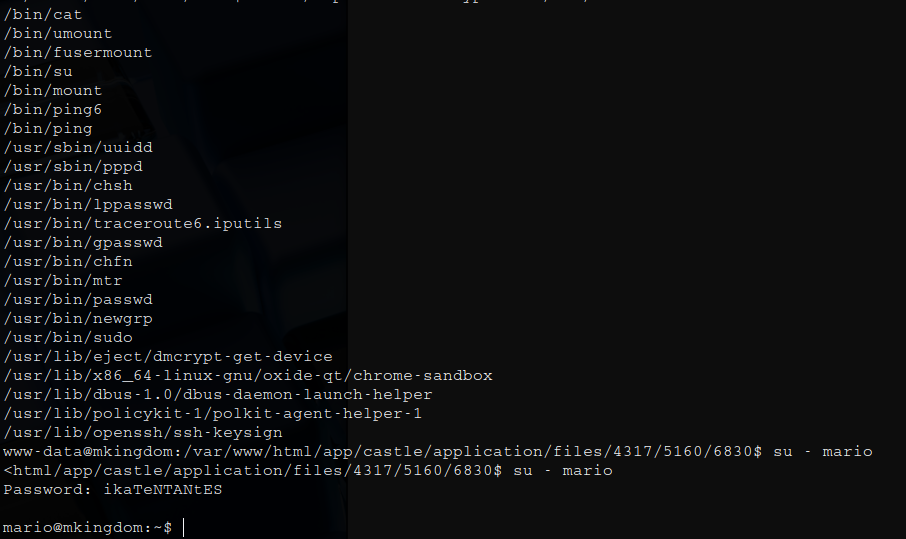 /bin/cat
/bin/umount
/bin/fusermount
/bin/su
/bin/mount
/bin/ping6
/bin/ping
/usr/sbin/uuidd
/usr/sbin/pppd
/usr/bin/chsh
/usr/bin/lppasswd
/usr/bin/traceroute6.iputils
/usr/bin/gpasswd
/usr/bin/chfn
/usr/bin/mtr
/usr/bin/passwd
/usr/bin/newgrp
/usr/bin/sudo
/usr/lib/eject/dmcrypt-get-device
/usr/lib/x86_64-linux-gnu/oxide-qt/chrome-sandbox
/usr/lib/dbus-1.0/dbus-daemon-launch-helper
/usr/lib/policykit-1/polkit-agent-helper-1
/usr/lib/openssh/ssh-keysign
www-data@mkingdom:/var/www/html/app/castle/application/files/4317/5160/6830$ su - mario
<html/app/castle/application/files/4317/5160/6830$ su - mario
Password: ikaTeNTANtES
mario@mkingdom:~$